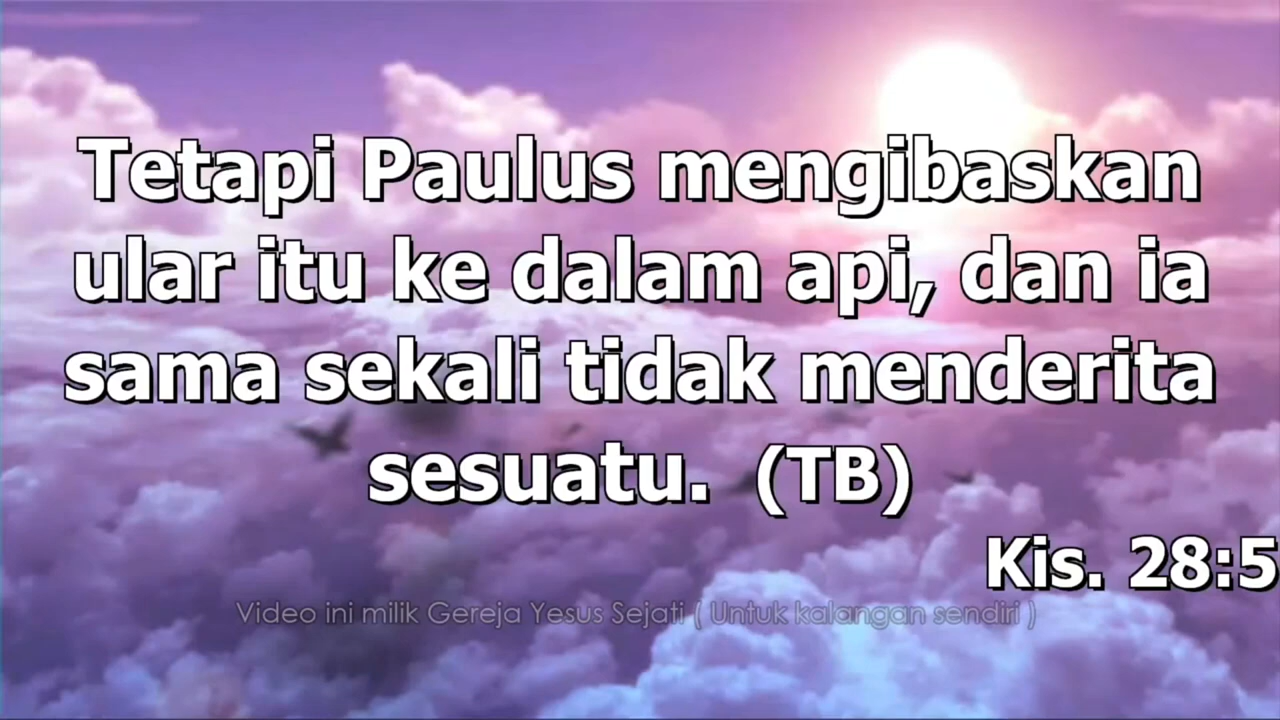 Tetapi Paulus mengibaskan
ular itu ke dalam api, dan ia
sama sekali tidak menderita
sesuatu. (TB)
Kis. 28:5
Video ini milik Gereja Yesus Sejati ( Untuk kalangan sendiri )